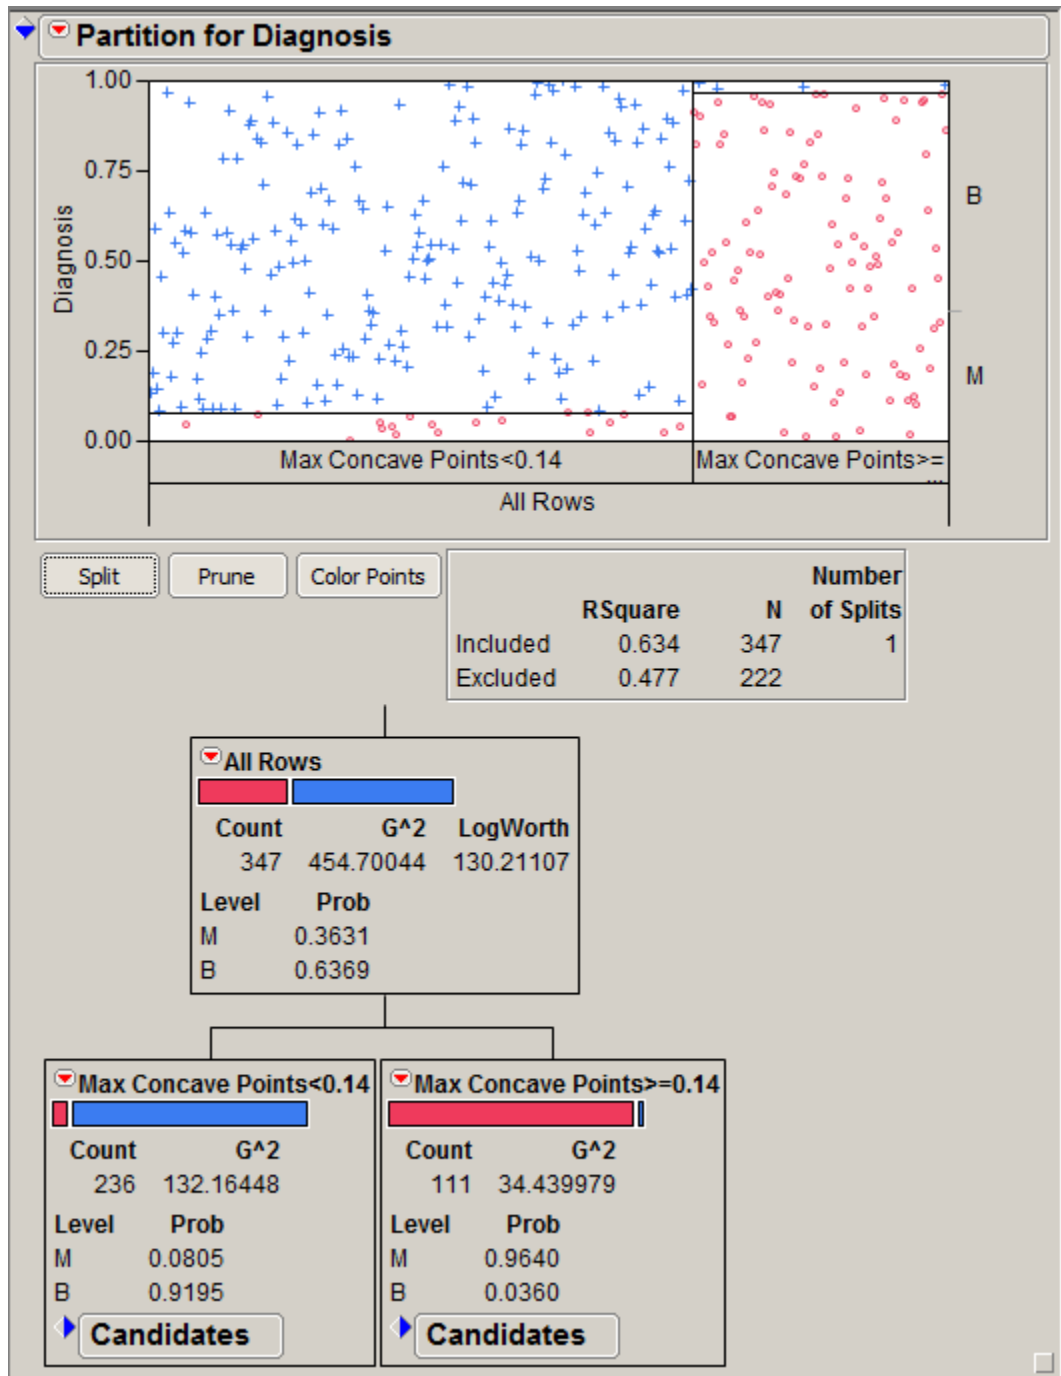 Partition for Diagnosis
1.00
0.75
0.50
0.25
0.00
Diagnosis
B
M
Max Concave Points<0.14
Max Concave Points>=
...
All Rows
Split
Prune
Color Points
Number
RSquare N of Splits
Included 0.634 347 1
Excluded 0.477 222
All Rows
Count G^2 LogWorth
347 454.70044 130.21107
Level Prob
M 0.3631
B 0.6369
Max Concave Points<0.14
Count G^2
236 132.16448
Level Prob
M 0.0805
B 0.9195
Candidates
Max Concave Points>=0.14
Count G^2
111 34.439979
Level Prob
M 0.9640
B 0.0360
Candidates